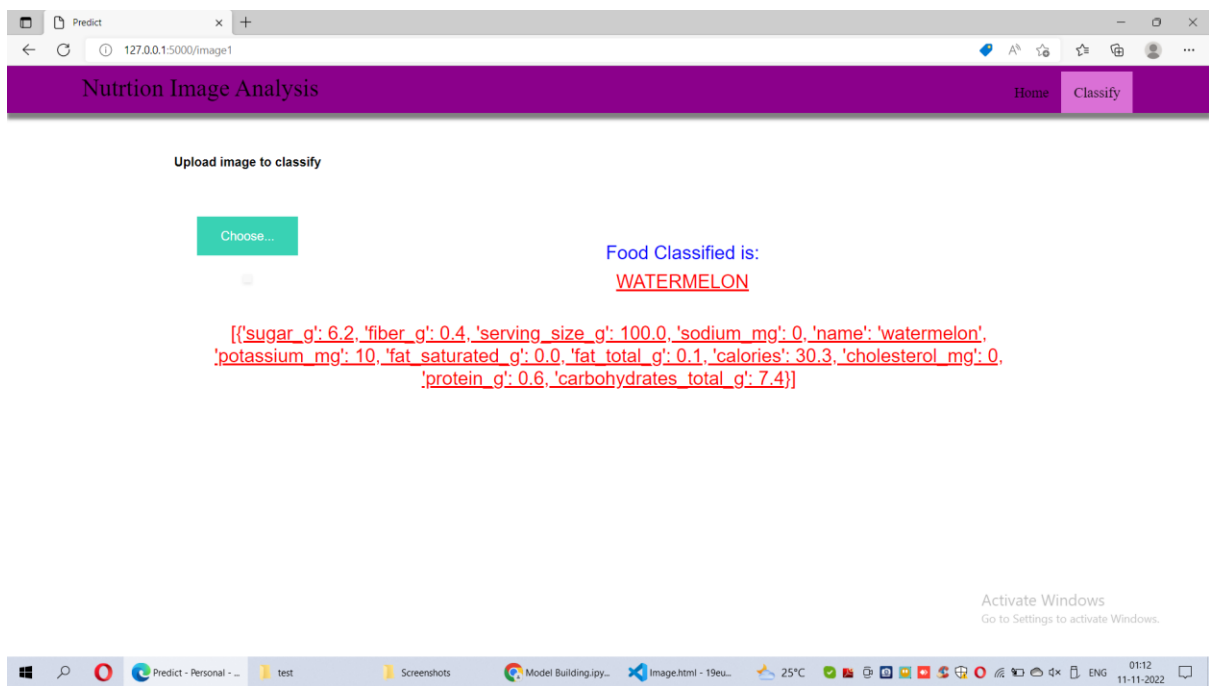 Predict
127.0.0.1:5000/image1
Nutrtion Image Analysis
Home
Classify
Upload image to classify
Choose...
Food Classified is:
WATERMELON
[{'sugar_g': 6.2, 'fiber_g': 0.4, 'serving_size_g': 100.0, 'sodium_mg': 0, 'name': 'watermelon',
'potassium_mg': 10, 'fat_saturated_g': 0.0, 'fat_total_g': 0.1, 'calories': 30.3, 'cholesterol_mg': 0,
'protein_g': 0.6, 'carbohydrates_total_g': 7.4}]
Activate Windows
Go to Settings to activate Windows.
Predict - Personal - ...
test
Screenshots
Model Building.ipy...
Image.html - 19eu...
25°C
ENG
01:12
11-11-2022